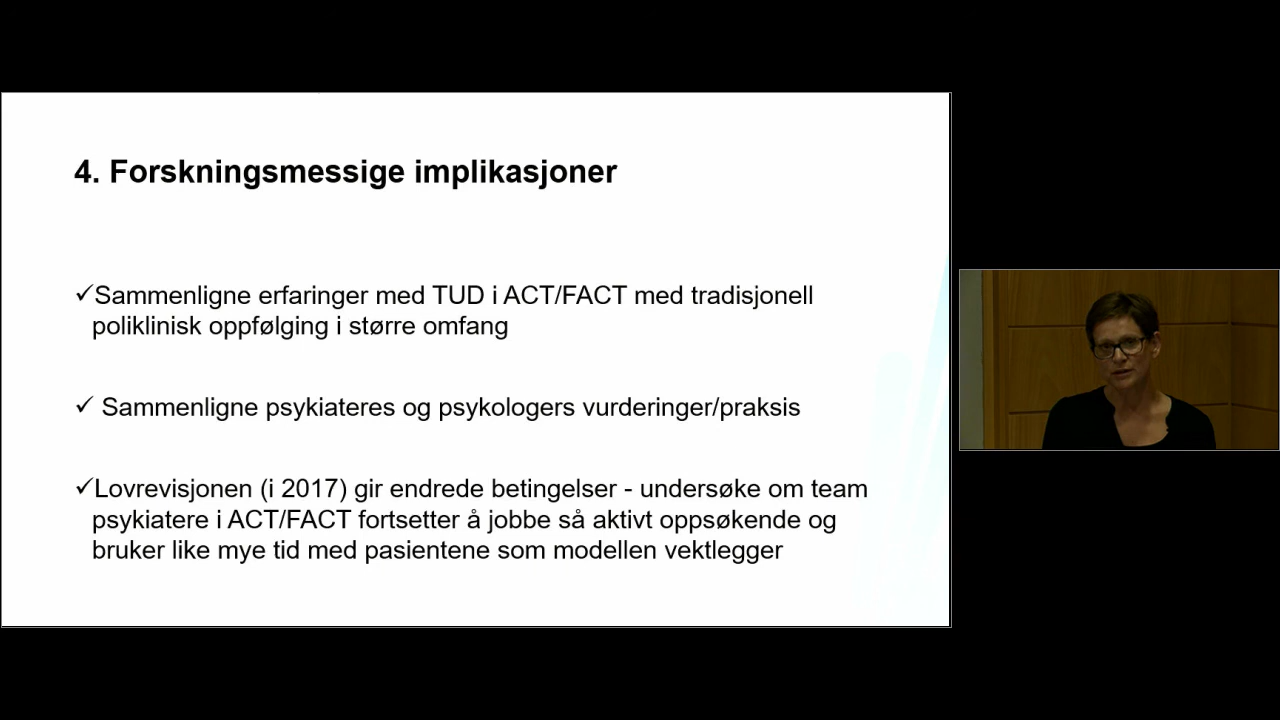 4. Forskningsmessige implikasjoner
✓Sammenligne erfaringer med TUD i ACT/FACT med tradisjonell
poliklinisk oppfølging i større omfang
✓ Sammenligne psykiateres og psykologers vurderinger/praksis
✓Lovrevisjonen (i 2017) gir endrede betingelser - undersøke om team
psykiatere i ACT/FACT fortsetter å jobbe så aktivt oppsøkende og
bruker like mye tid med pasientene som modellen vektlegger